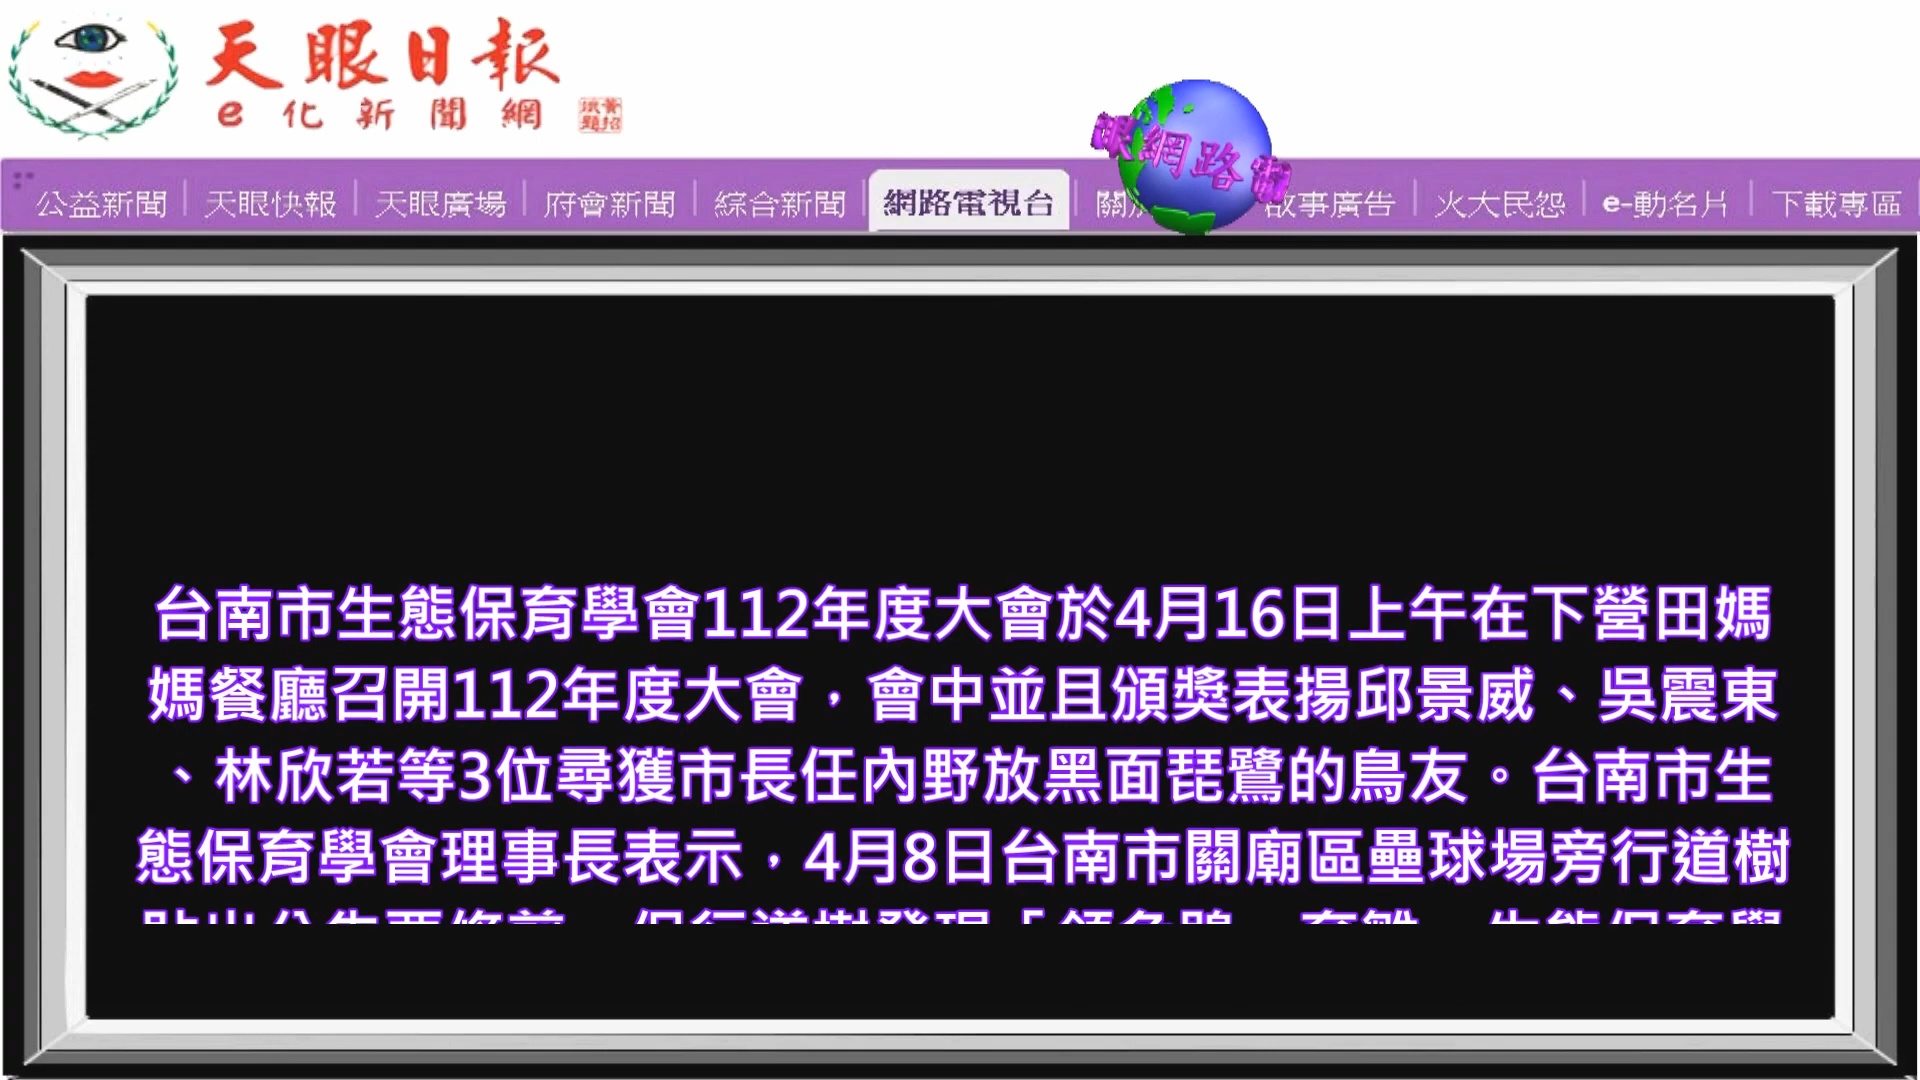 天眼日報
e化新聞網
公益新聞
天眼快報
天眼廣場
府會新聞
綜合新聞
網路電視台
故事廣告
火大民怨
e-動名片
下載專區
眼網路電
台南市生態保育學會112年度大會於4月16日上午在下營田媽
媽餐廳召開112年度大會，會中並且頒獎表揚邱景威、吳震東
、林欣若等3位尋獲市長任內野放黑面琵鷺的鳥友。台南市生
態保育學會理事長表示，4月8日台南市關廟區壘球場旁行道樹